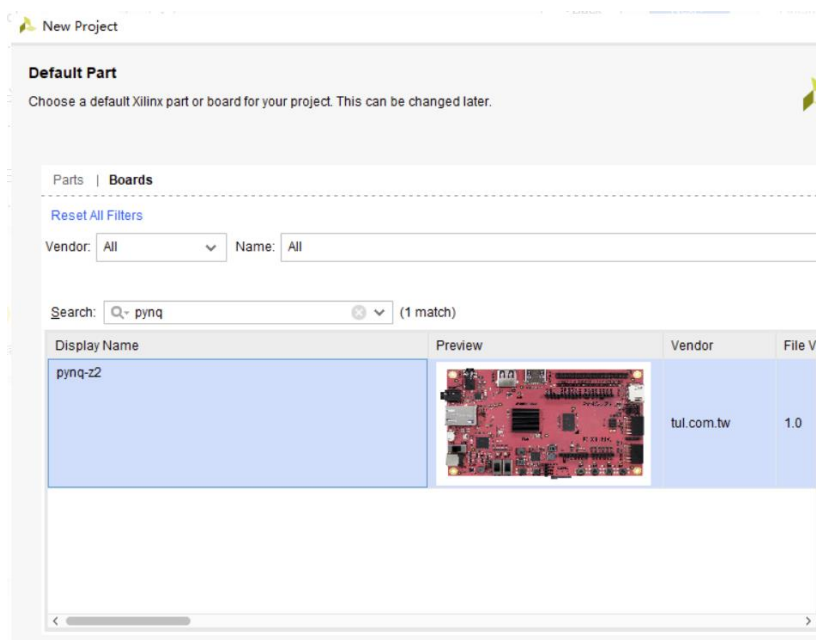 New Project
Default Part
Choose a default Xilinx part or board for your project. This can be changed later.
Parts | Boards
Reset All Filters
Vendor: All Name: All
Search: pynq (1 match)
Display Name Preview Vendor File V
pynq-z2 tul.com.tw 1.0